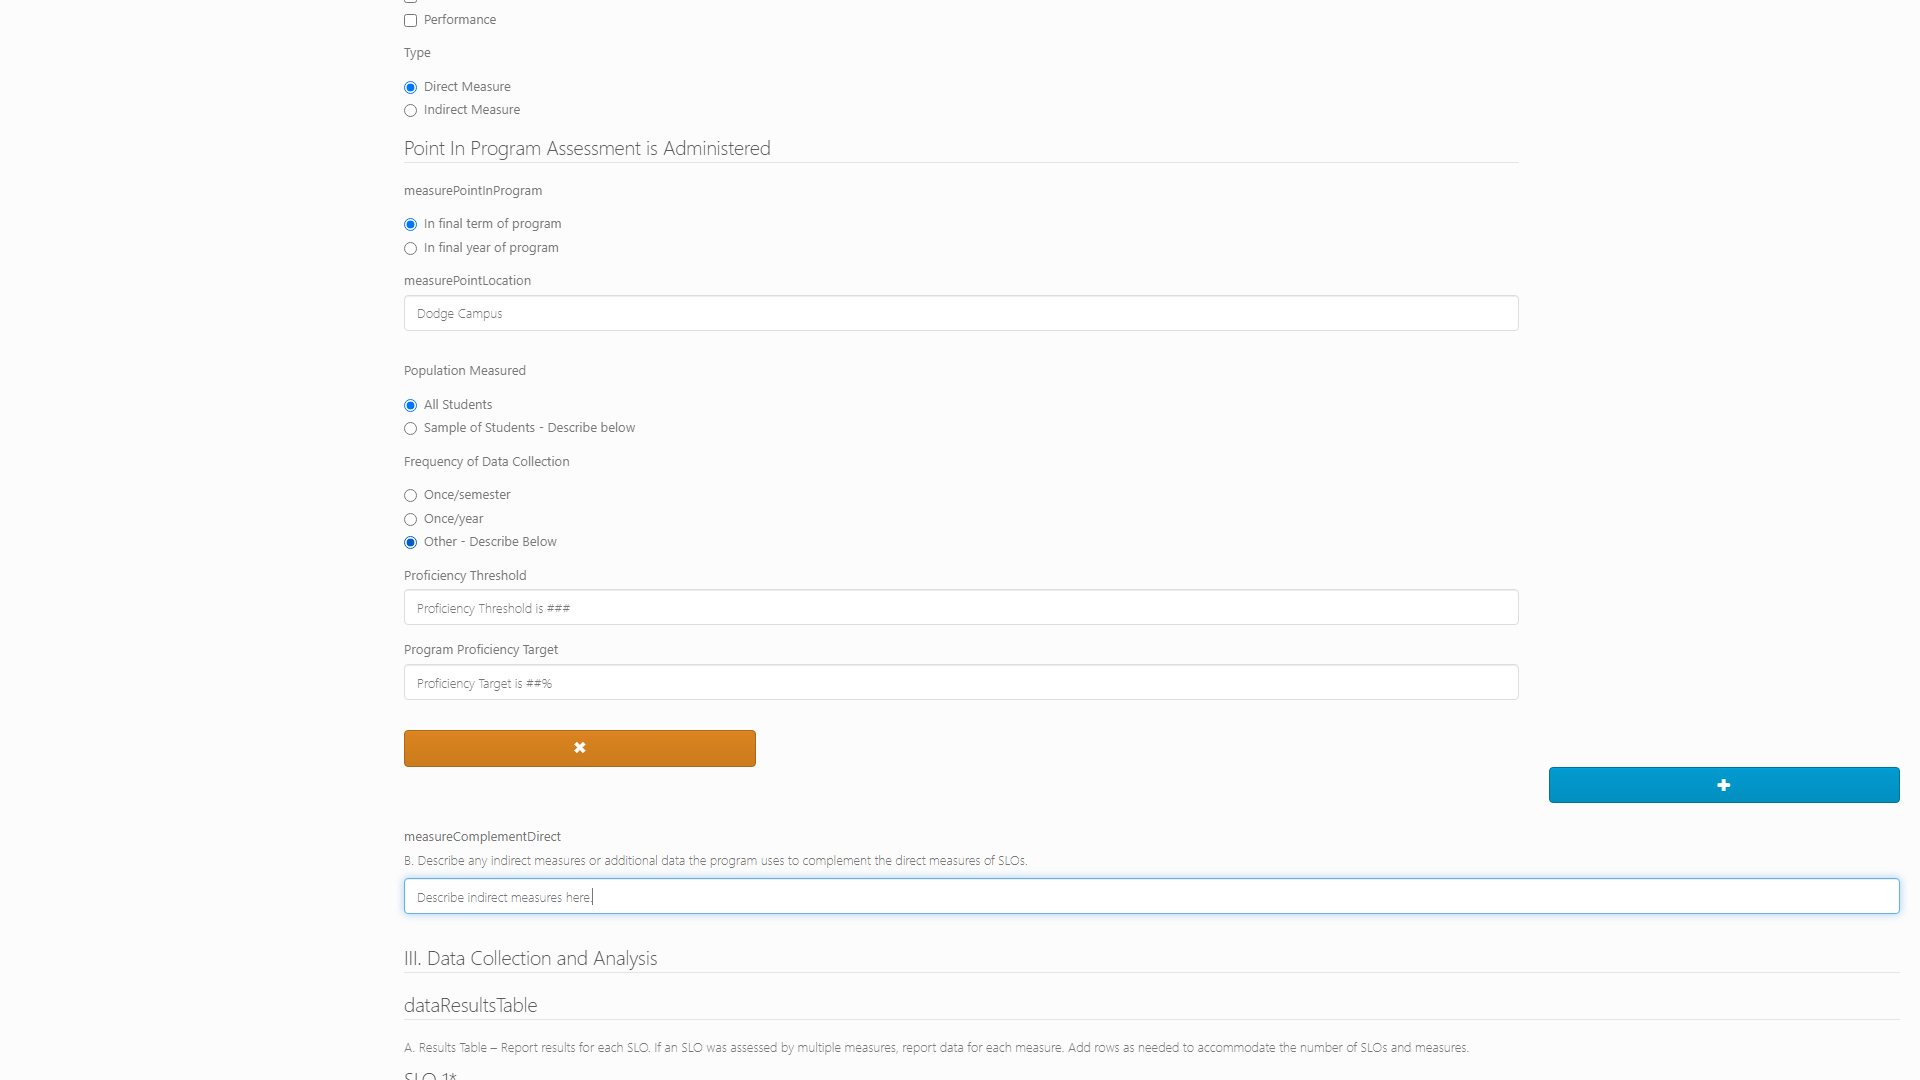 Performance
Type
Direct Measure
Indirect Measure
Point In Program Assessment is Administered
measurePointInProgram
In final term of program
In final year of program
measurePointLocation
Dodge Campus
Population Measured
All Students
Sample of Students - Describe below
Frequency of Data Collection
Once/semester
Once/year
Other - Describe Below
Proficiency Threshold
Proficiency Threshold is ###
Program Proficiency Target
Proficiency Target is ##%
measureComplementDirect
B. Describe any indirect measures or additional data the program uses to complement the direct measures of SLOs.
Describe indirect measures here.
III. Data Collection and Analysis
dataResultsTable
A. Results Table – Report results for each SLO. If an SLO was assessed by multiple measures, report data for each measure. Add rows as needed to accommodate the number of SLOs and measures.
SLO 1*